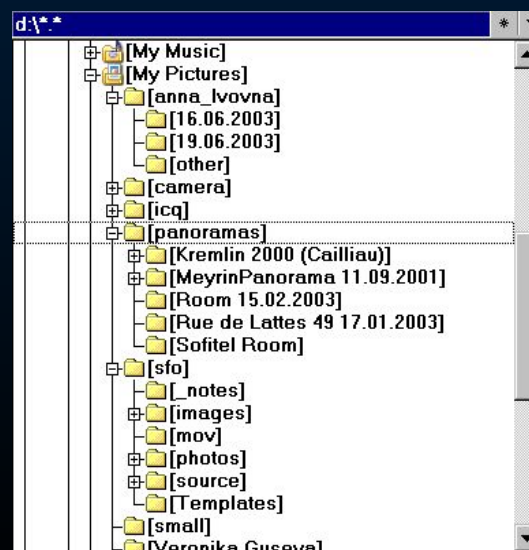 d:\*.*
[My Music]
[My Pictures]
[anna_lvovna]
[16.06.2003]
[19.06.2003]
[other]
[camera]
[icq]
[panoramas]
[Kremlin 2000 (Cailliau)]
[MeyrinPanorama 11.09.2001]
[Room 15.02.2003]
[Rue de Lattes 49 17.01.2003]
[Sofitel Room]
[sfo]
[_notes]
[images]
[mov]
[photos]
[source]
[Templates]
[small]
[Veronika Guseva]